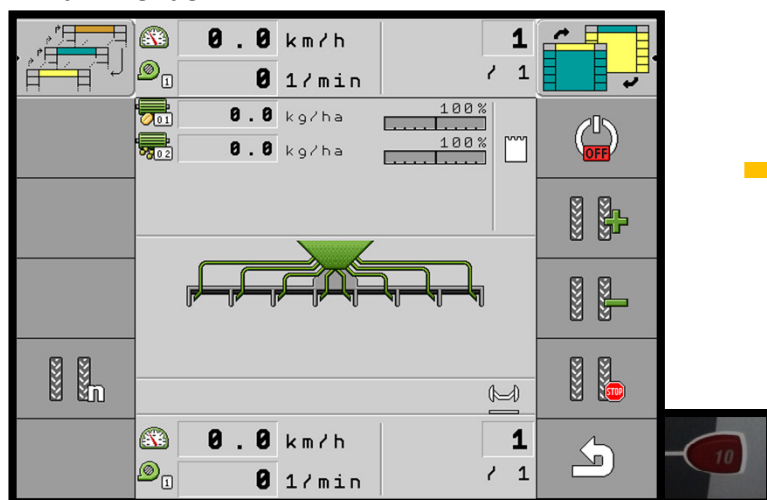 0.0 km/h 1
1 0 1/min / 1
01 0.0 kg/ha 100%
02 0.0 kg/ha 100%
OFF
n
STOP
0.0 km/h 1
1 0 1/min / 1
10